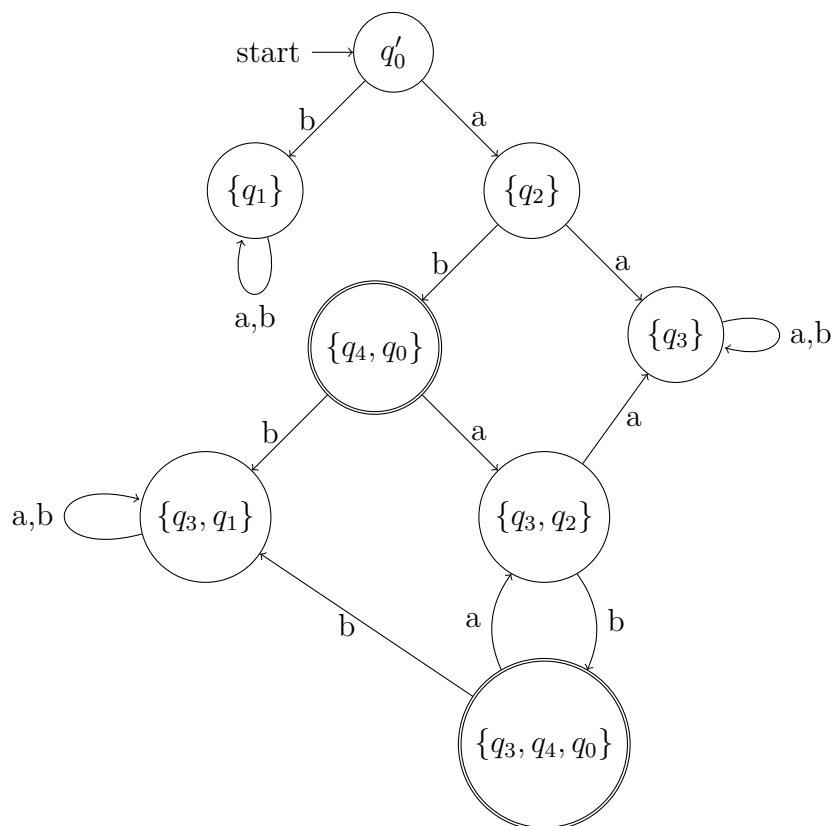 start q′₀
b a
{q₁} {q₂}
b a
a,b
{q₄, q₀} {q₃} a,b
b a a
a,b {q₃, q₁} {q₃, q₂}
b a b
{q₃, q₄, q₀}